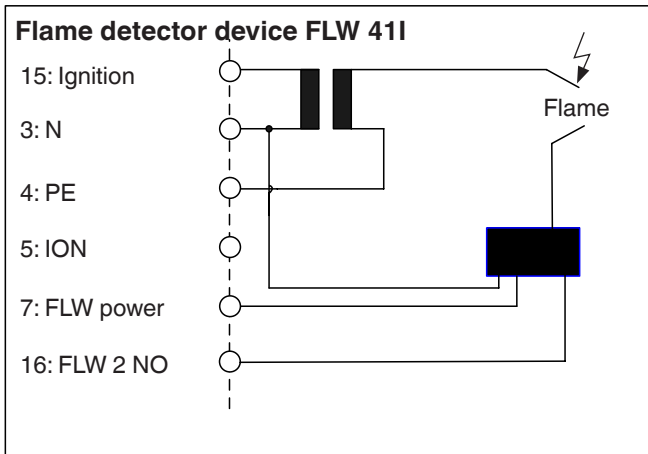 Flame detector device FLW 41I
15: Ignition
3: N
Flame
4: PE
5: ION
7: FLW power
16: FLW 2 NO